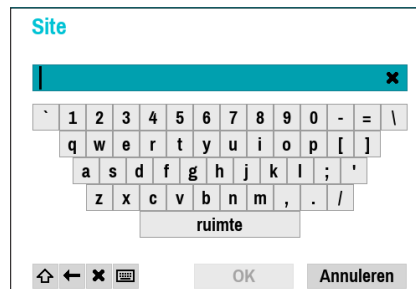 Site
` 1 2 3 4 5 6 7 8 9 0 - = \
q w e r t y u i o p [ ]
a s d f g h j k l ; '
z x c v b n m , . /
ruimte
OK Annuleren